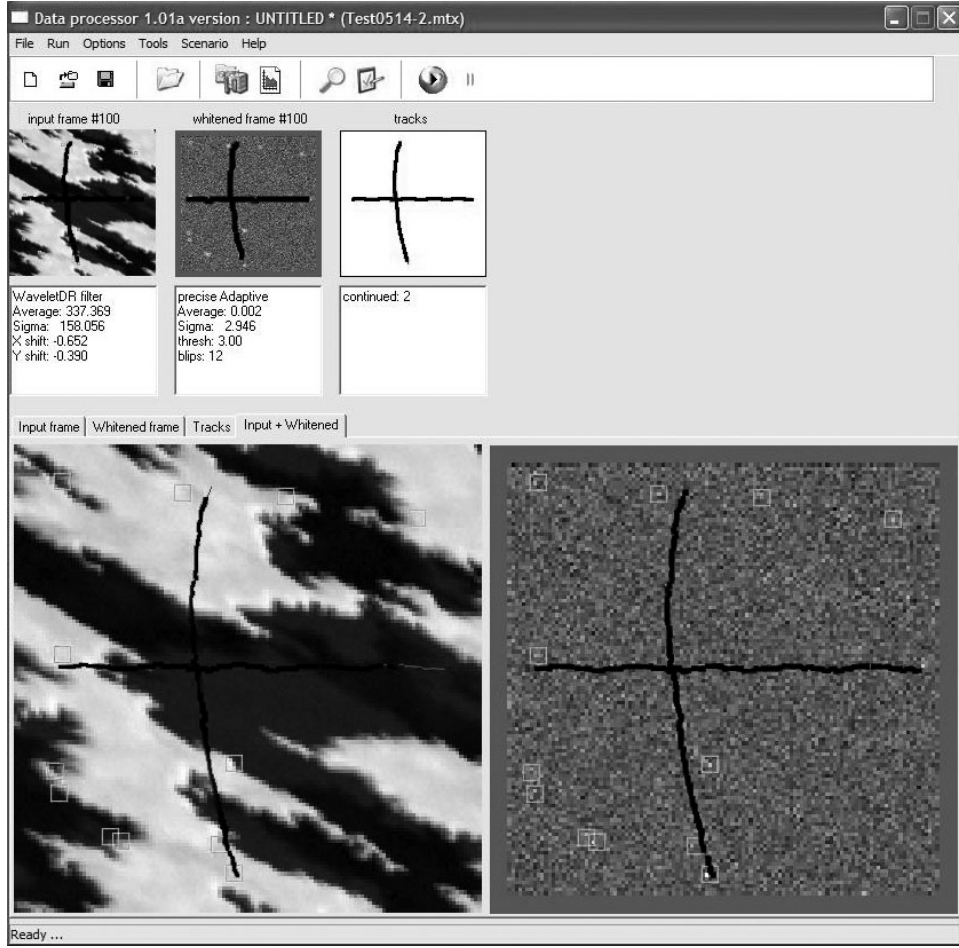 Data processor 1.01a version : UNTITLED * (Test0514-2.mtx)
File Run Options Tools Scenario Help
input frame #100
whitened frame #100
tracks
WaveletDR filter
Average: 337.369
Sigma: 158.056
X shift: -0.652
Y shift: -0.390
precise Adaptive
Average: 0.002
Sigma: 2.946
thresh: 3.00
blips: 12
continued: 2
Input frame Whitened frame Tracks Input + Whitened
Ready ...